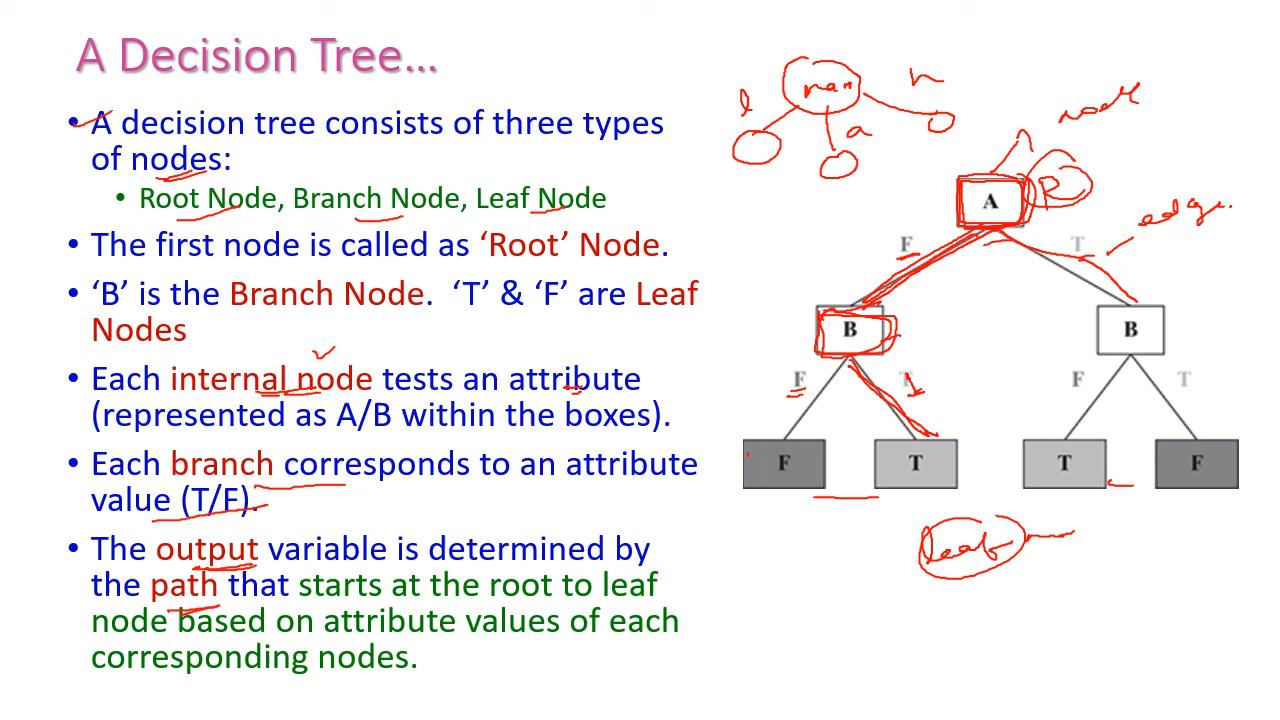 A Decision Tree…
• A decision tree consists of three types
of nodes:
• Root Node, Branch Node, Leaf Node
• The first node is called as ‘Root’ Node.
• ‘B’ is the Branch Node. ‘T’ & ‘F’ are Leaf
Nodes
• Each internal node tests an attribute
(represented as A/B within the boxes).
• Each branch corresponds to an attribute
value (T/F).
• The output variable is determined by
the path that starts at the root to leaf
node based on attribute values of each
corresponding nodes.
node
A R
edge
F T
B B
F T F T
F T T F
leaf